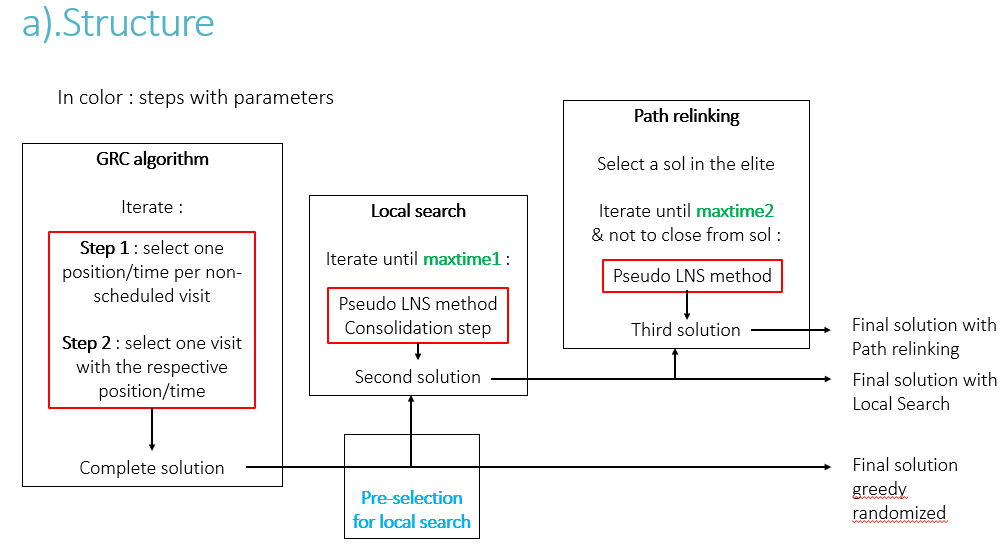 a).Structure
In color : steps with parameters
GRC algorithm
Iterate :
Step 1 : select one
position/time per non-
scheduled visit
Step 2 : select one visit
with the respective
position/time
Complete solution
Local search
Iterate until maxtime1 :
Pseudo LNS method
Consolidation step
Second solution
Pre-selection
for local search
Path relinking
Select a sol in the elite
Iterate until maxtime2
& not to close from sol :
Pseudo LNS method
Third solution
Final solution with
Path relinking
Final solution with
Local Search
Final solution
greedy
randomized